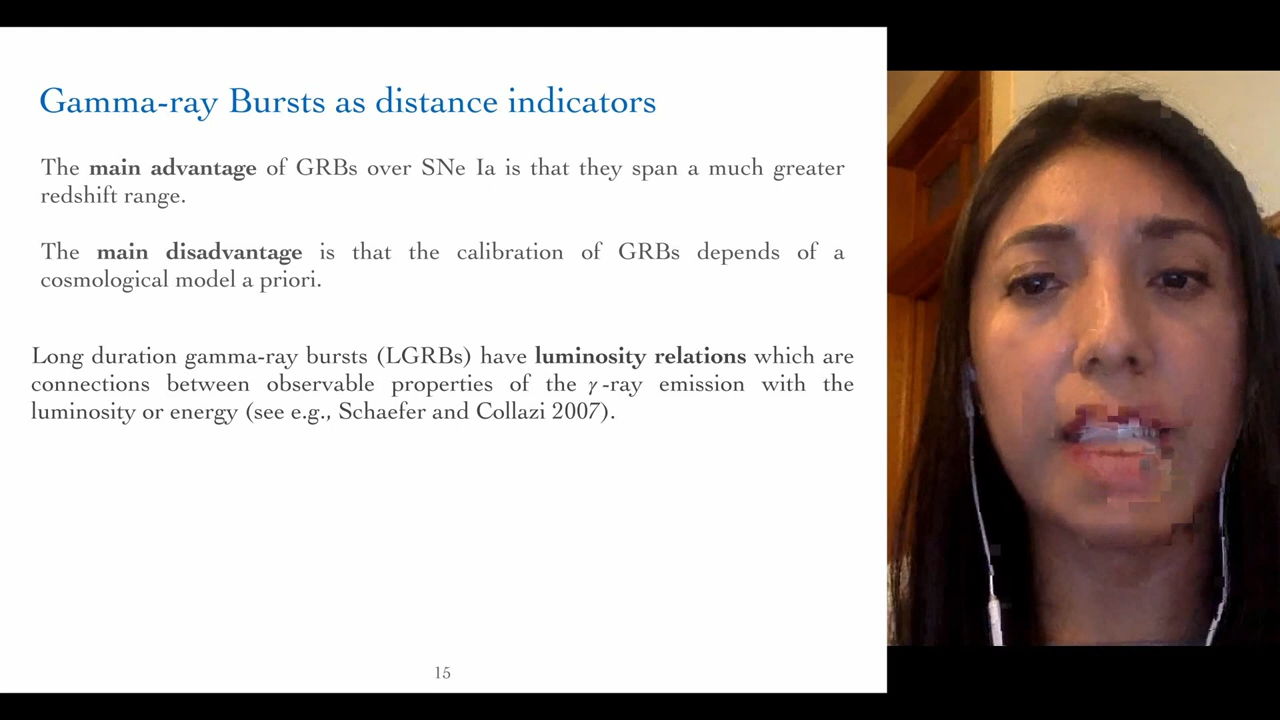 Gamma-ray Bursts as distance indicators
The main advantage of GRBs over SNe Ia is that they span a much greater
redshift range.
The main disadvantage is that the calibration of GRBs depends of a
cosmological model a priori.
Long duration gamma-ray bursts (LGRBs) have luminosity relations which are
connections between observable properties of the γ-ray emission with the
luminosity or energy (see e.g., Schaefer and Collazi 2007).
15